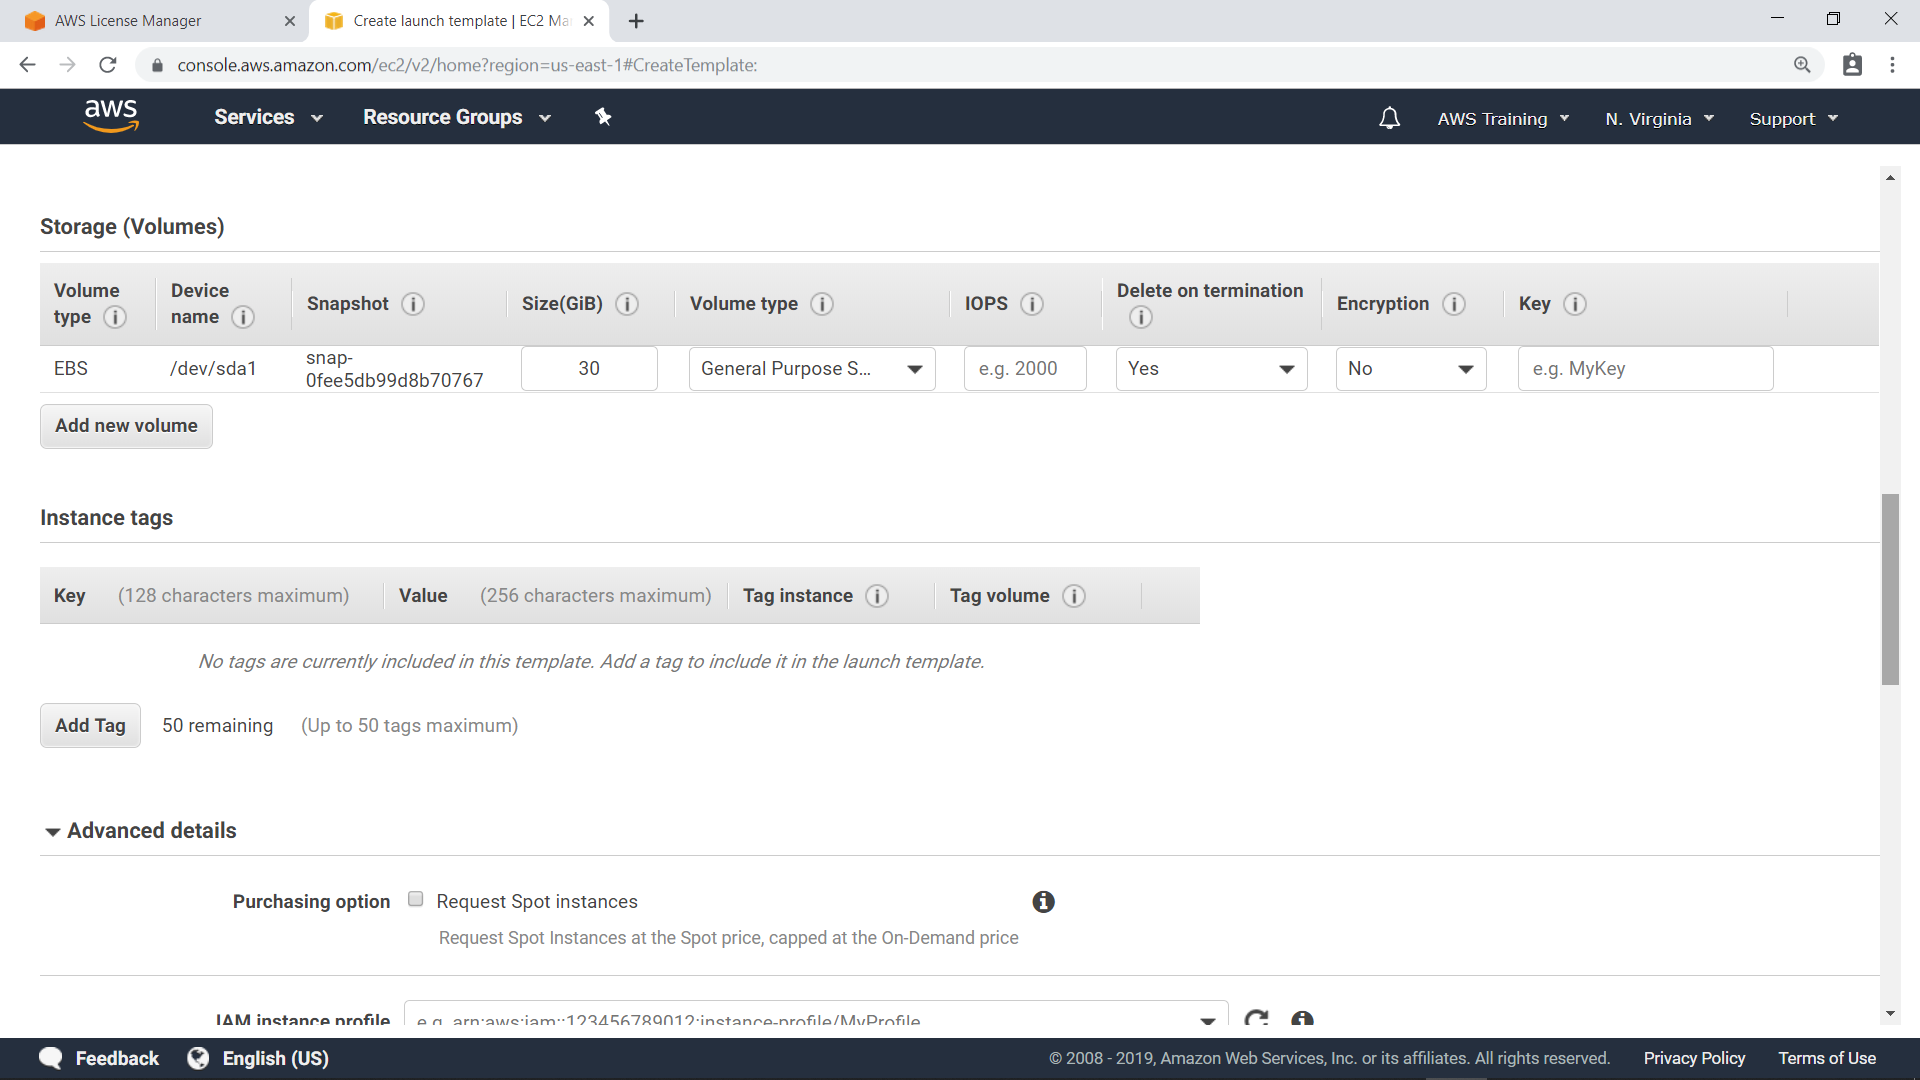 AWS License Manager
Create launch template | EC2 Ma
console.aws.amazon.com/ec2/v2/home?region=us-east-1#CreateTemplate:
aws
Services
Resource Groups
AWS Training
N. Virginia
Support
Storage (Volumes)
Volume type
Device name
Snapshot
Size(GiB)
Volume type
IOPS
Delete on termination
Encryption
Key
EBS
/dev/sda1
snap-
0fee5db99d8b70767
30
General Purpose S...
e.g. 2000
Yes
No
e.g. MyKey
Add new volume
Instance tags
Key (128 characters maximum)
Value (256 characters maximum)
Tag instance
Tag volume
No tags are currently included in this template. Add a tag to include it in the launch template.
Add Tag
50 remaining
(Up to 50 tags maximum)
Advanced details
Purchasing option
Request Spot instances
Request Spot Instances at the Spot price, capped at the On-Demand price
IAM instance profile
e.g. arn:aws:iam::123456789012:instance-profile/MyProfile
Feedback
English (US)
© 2008 - 2019, Amazon Web Services, Inc. or its affiliates. All rights reserved.
Privacy Policy
Terms of Use